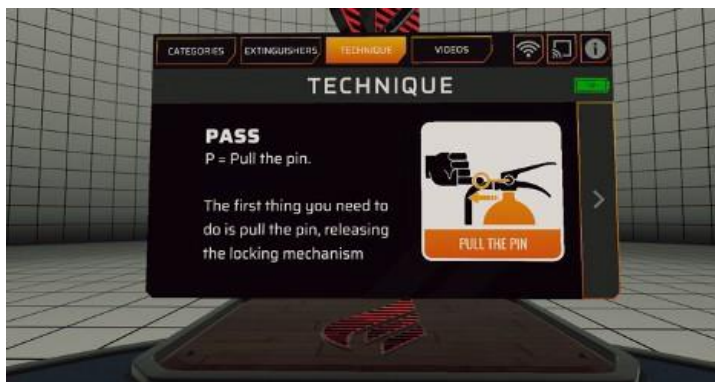 CATEGORIES
EXTINGUISHERS
TECHNIQUE
VIDEOS
TECHNIQUE
PASS
P = Pull the pin.
The first thing you need to
do is pull the pin, releasing
the locking mechanism
PULL THE PIN